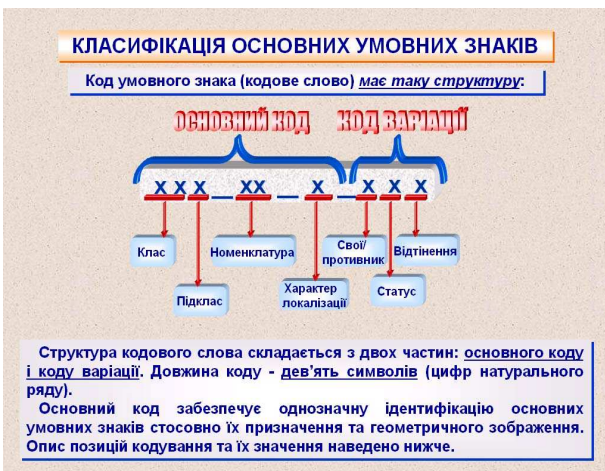 КЛАСИФІКАЦІЯ ОСНОВНИХ УМОВНИХ ЗНАКІВ
Код умовного знака (кодове слово) має таку структуру:
ОСНОВНИЙ КОД КОД ВАРІАЦІЇ
X X X _ XX _ X _ X X X
Клас Номенклатура Свої/ противник Відтінення
Підклас Характер локалізації Статус
Структура кодового слова складається з двох частин: основного коду
і коду варіації. Довжина коду - дев'ять символів (цифр натурального
ряду).
Основний код забезпечує однозначну ідентифікацію основних
умовних знаків стосовно їх призначення та геометричного зображення.
Опис позицій кодування та їх значення наведено нижче.